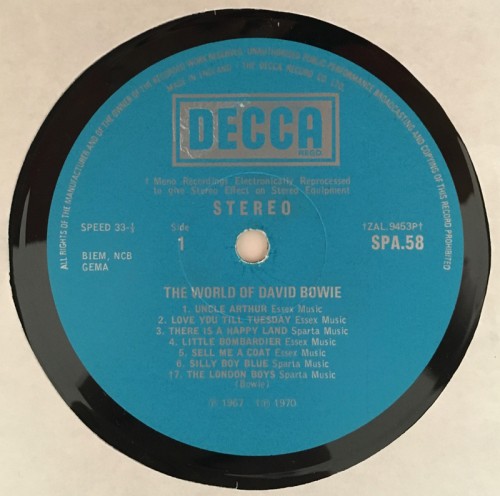 ALL RIGHTS OF THE MANUFACTURER AND OF THE OWNER OF THE RECORDED WORK RESERVED. UNAUTHORISED PUBLIC PERFORMANCE BROADCASTING AND COPYING OF THIS RECORD PROHIBITED
MADE IN ENGLAND · THE DECCA RECORD CO. LTD.
DECCA
† Mono Recordings Electronically Reprocessed
to give Stereo Effect on Stereo Equipment
STEREO
SPEED 33-⅓
Side
1
†ZAL.9453P†
SPA.58
BIEM, NCB
GEMA
THE WORLD OF DAVID BOWIE
1. UNCLE ARTHUR Essex Music
2. LOVE YOU TILL TUESDAY Essex Music
3. THERE IS A HAPPY LAND Sparta Music
4. LITTLE BOMBARDIER Essex Music
5. SELL ME A COAT Essex Music
6. SILLY BOY BLUE Sparta Music
†7. THE LONDON BOYS Sparta Music
(Bowie)
℗ 1967 ℗ 1970